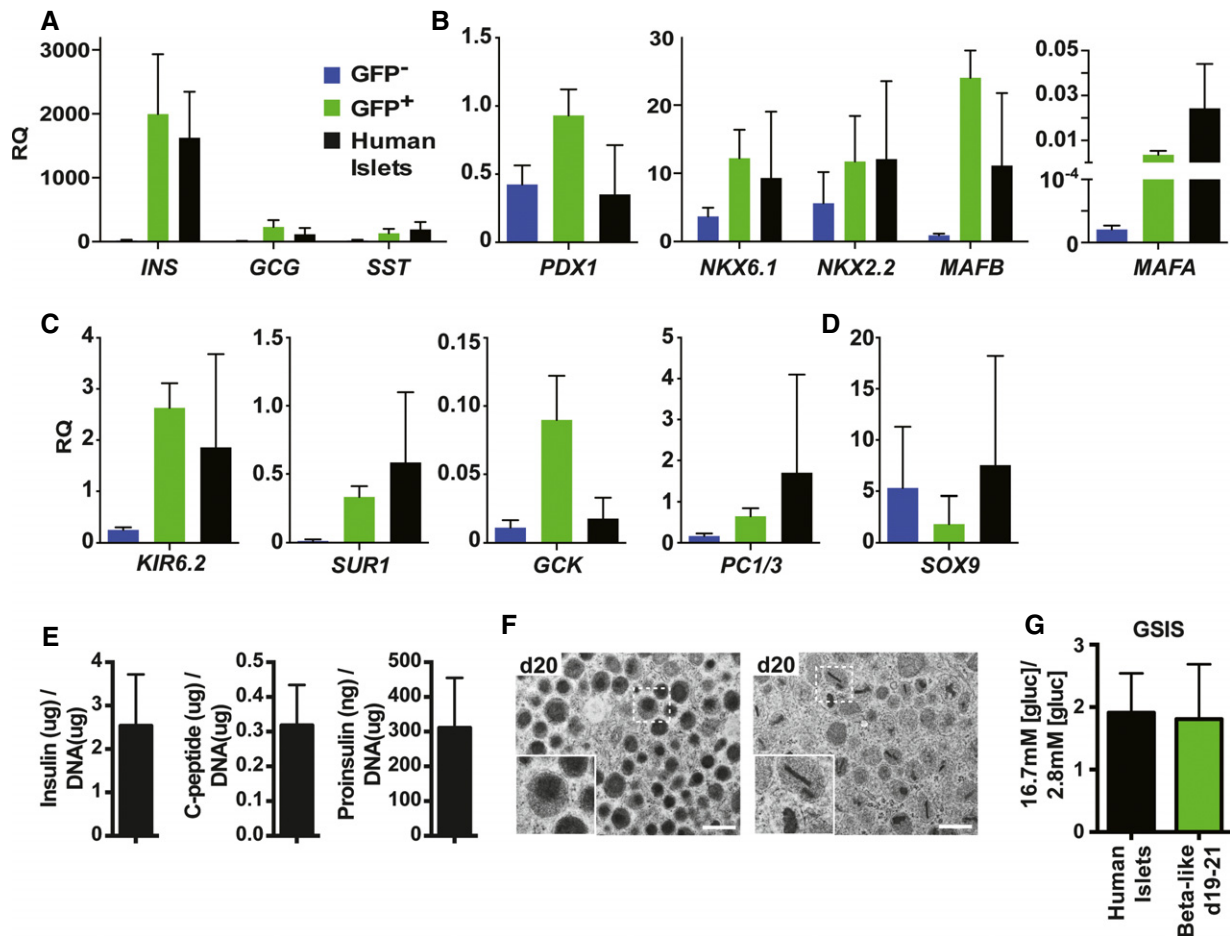 A
B
3000
2000
1000
0
RQ
GFP-
GFP+
Human
Islets
INS GCG SST
1.5
1.0
0.5
0
PDX1
30
20
10
0
NKX6.1 NKX2.2 MAFB
0.05
0.03
0.01
10-4
0
MAFA
C
D
4
3
2
1
0
RQ
KIR6.2
1.5
1.0
0.5
0
SUR1
0.15
0.10
0.05
0
GCK
5
4
3
2
1
0
PC1/3
20
15
10
5
0
SOX9
E
Insulin (ug) /
DNA(ug)
4
3
2
1
0
C-peptide (ug) /
DNA(ug)
0.5
0.4
0.3
0.2
0.1
0.0
Proinsulin (ng) /
DNA(ug)
500
400
300
200
100
0
F
d20
d20
G
GSIS
16.7mM [gluc]/
2.8mM [gluc]
3
2
1
0
Human
Islets
Beta-like
d19-21